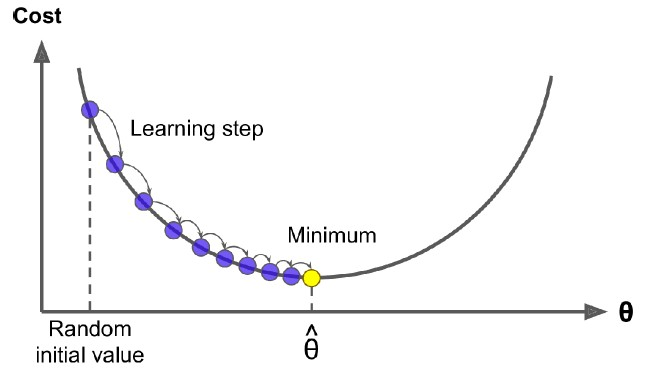 Cost
Learning step
Minimum
θ
Random
initial value
θ̂